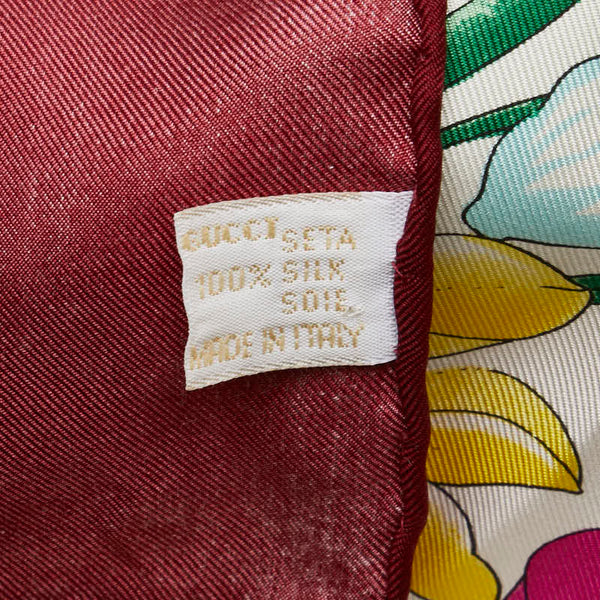 GUCCI SETA
100% SILK
SOIE
MADE IN ITALY